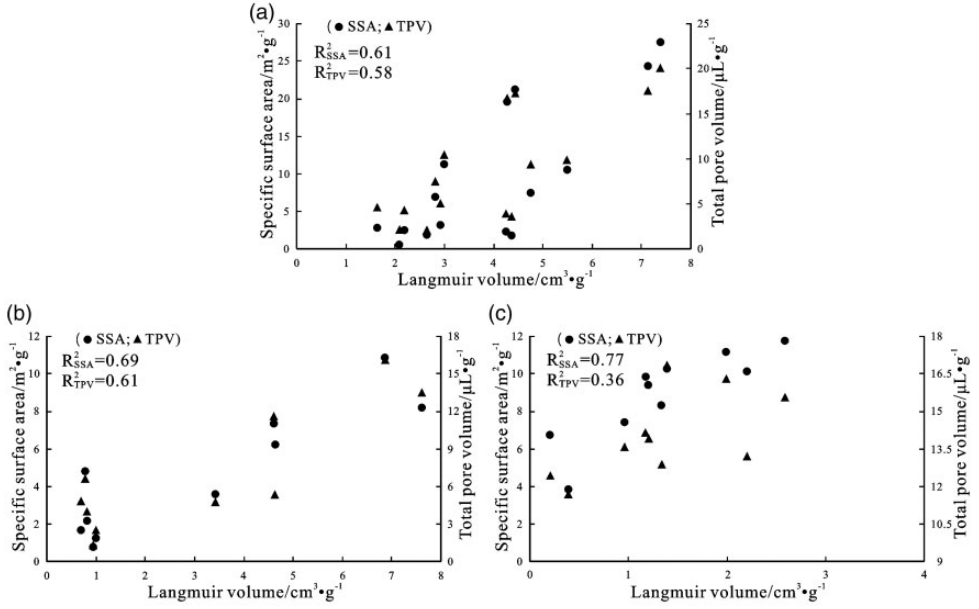 (a)
(●SSA;▲TPV)
R²SSA=0.61
R²TPV=0.58
Specific surface area/m²•g⁻¹
30
25
20
15
10
5
0
25
20
15
10
5
0
Total pore volume/μL•g⁻¹
0 1 2 3 4 5 6 7 8
Langmuir volume/cm³•g⁻¹
(b)
(●SSA;▲TPV)
R²SSA=0.69
R²TPV=0.61
Specific surface area/m²•g⁻¹
12
10
8
6
4
2
0
18
15
12
9
6
3
0
Total pore volume/μL•g⁻¹
0 1 2 3 4 5 6 7 8
Langmuir volume/cm³•g⁻¹
(c)
(●SSA;▲TPV)
R²SSA=0.77
R²TPV=0.36
Specific surface area/m²•g⁻¹
12
10
8
6
4
2
0
18
16.5
15
13.5
12
10.5
9
Total pore volume/μL•g⁻¹
0 1 2 3 4
Langmuir volume/cm³•g⁻¹